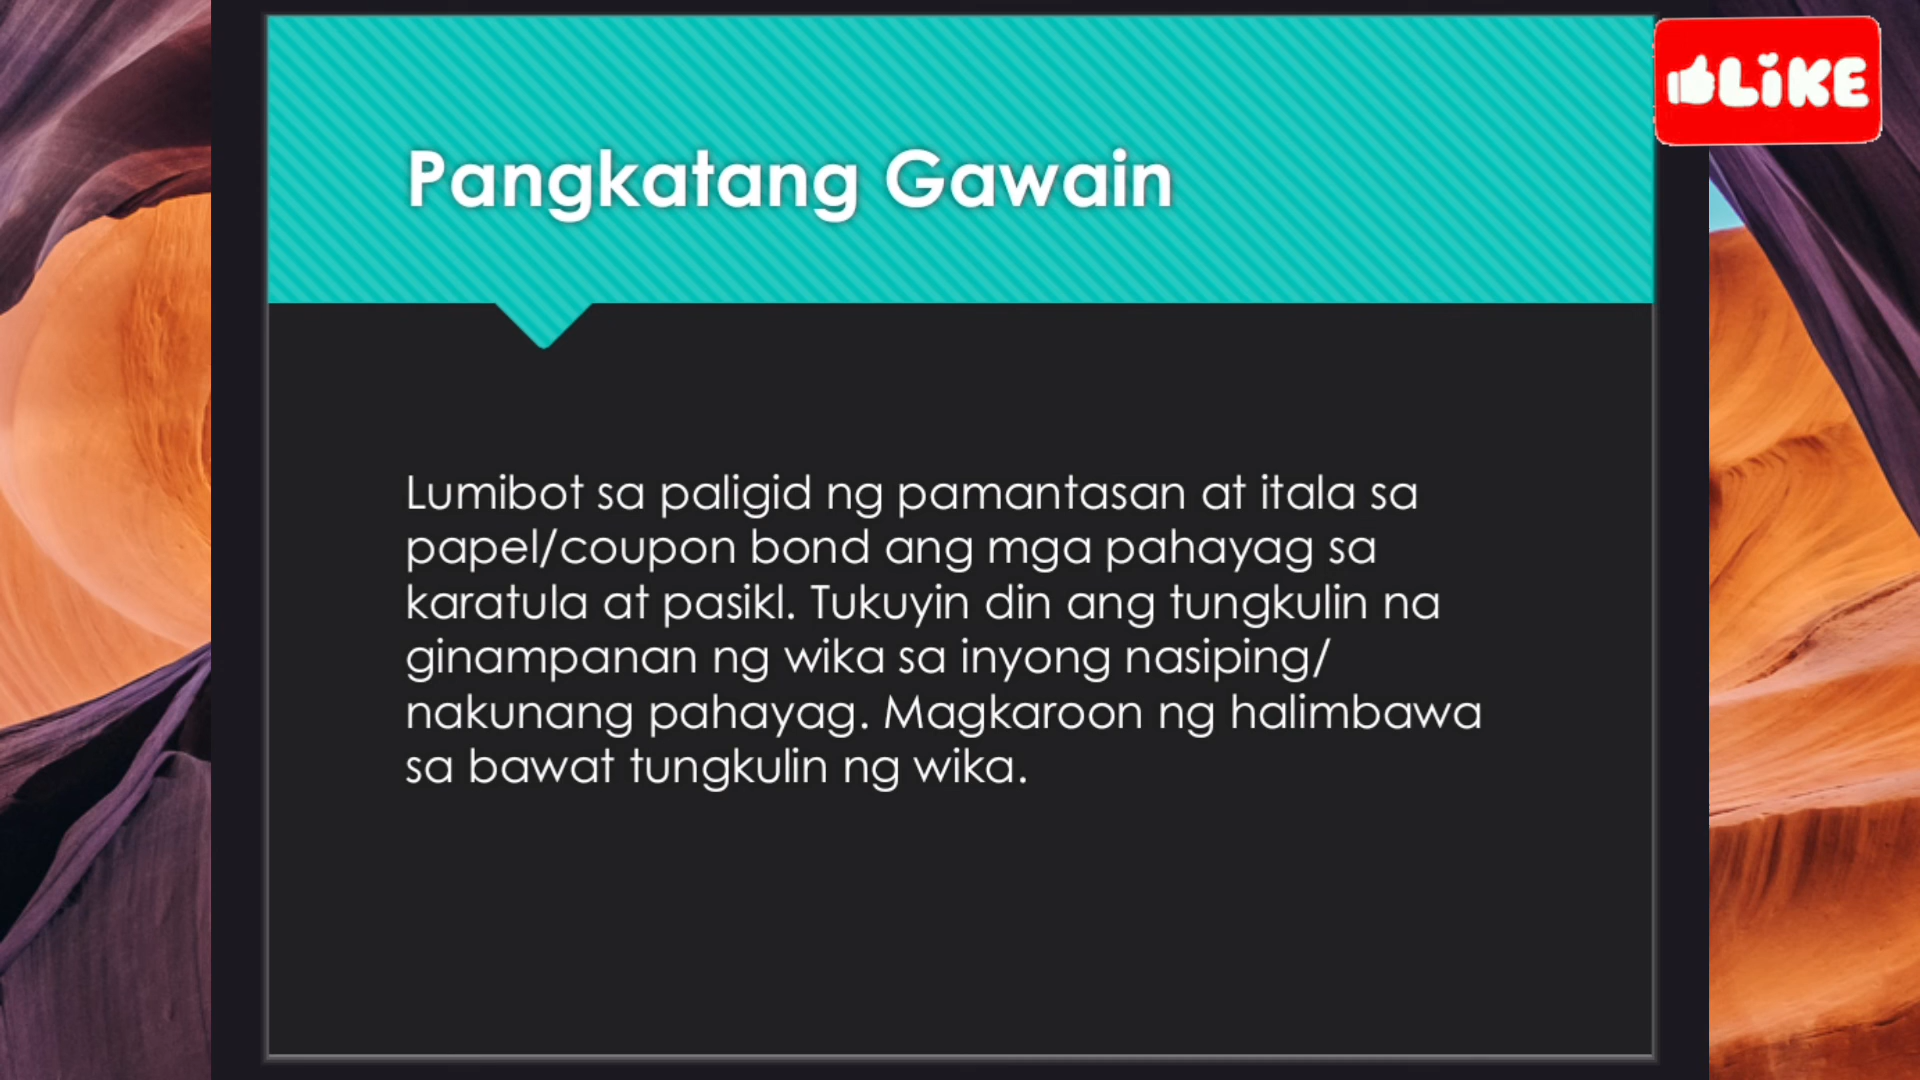 LiKE
Pangkatang Gawain
Lumibot sa paligid ng pamantasan at itala sa
papel/coupon bond ang mga pahayag sa
karatula at pasikl. Tukuyin din ang tungkulin na
ginampanan ng wika sa inyong nasiping/
nakunang pahayag. Magkaroon ng halimbawa
sa bawat tungkulin ng wika.